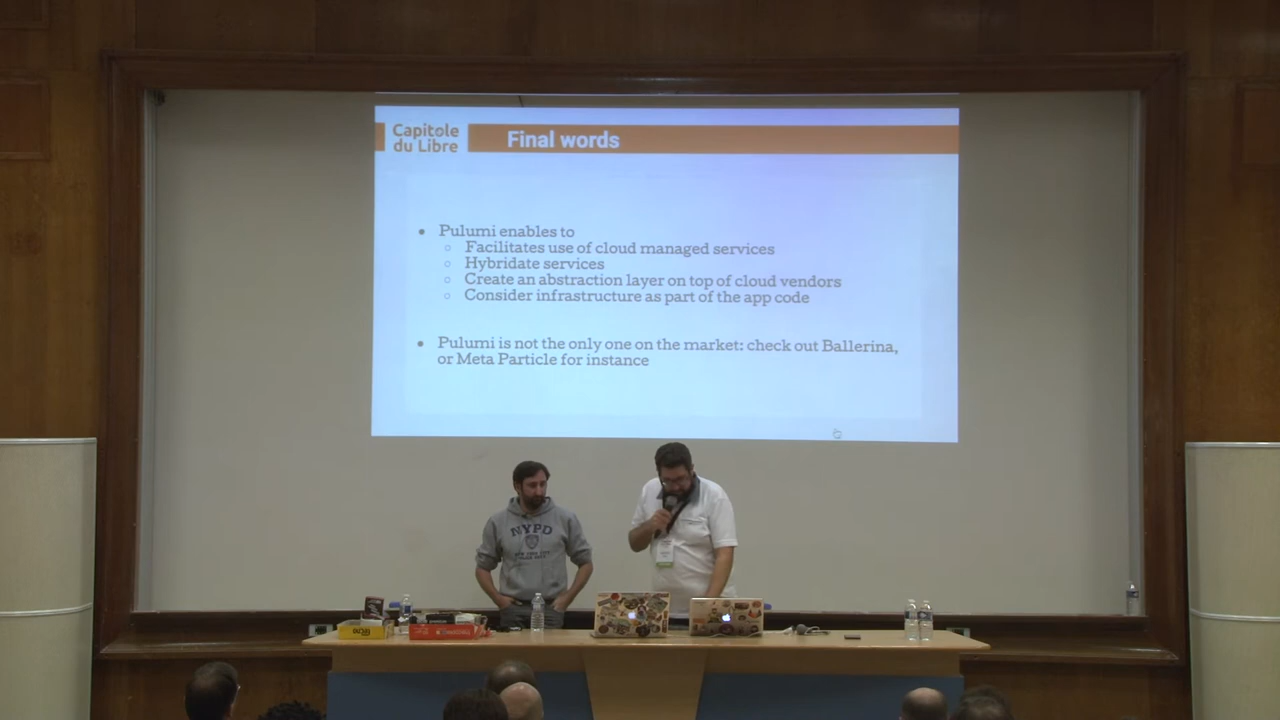 Capitole
du Libre
Final words
Pulumi enables to
Facilitates use of cloud managed services
Hybridate services
Create an abstraction layer on top of cloud vendors
Consider infrastructure as part of the app code
Pulumi is not the only one on the market: check out Ballerina,
or Meta Particle for instance
NYPD